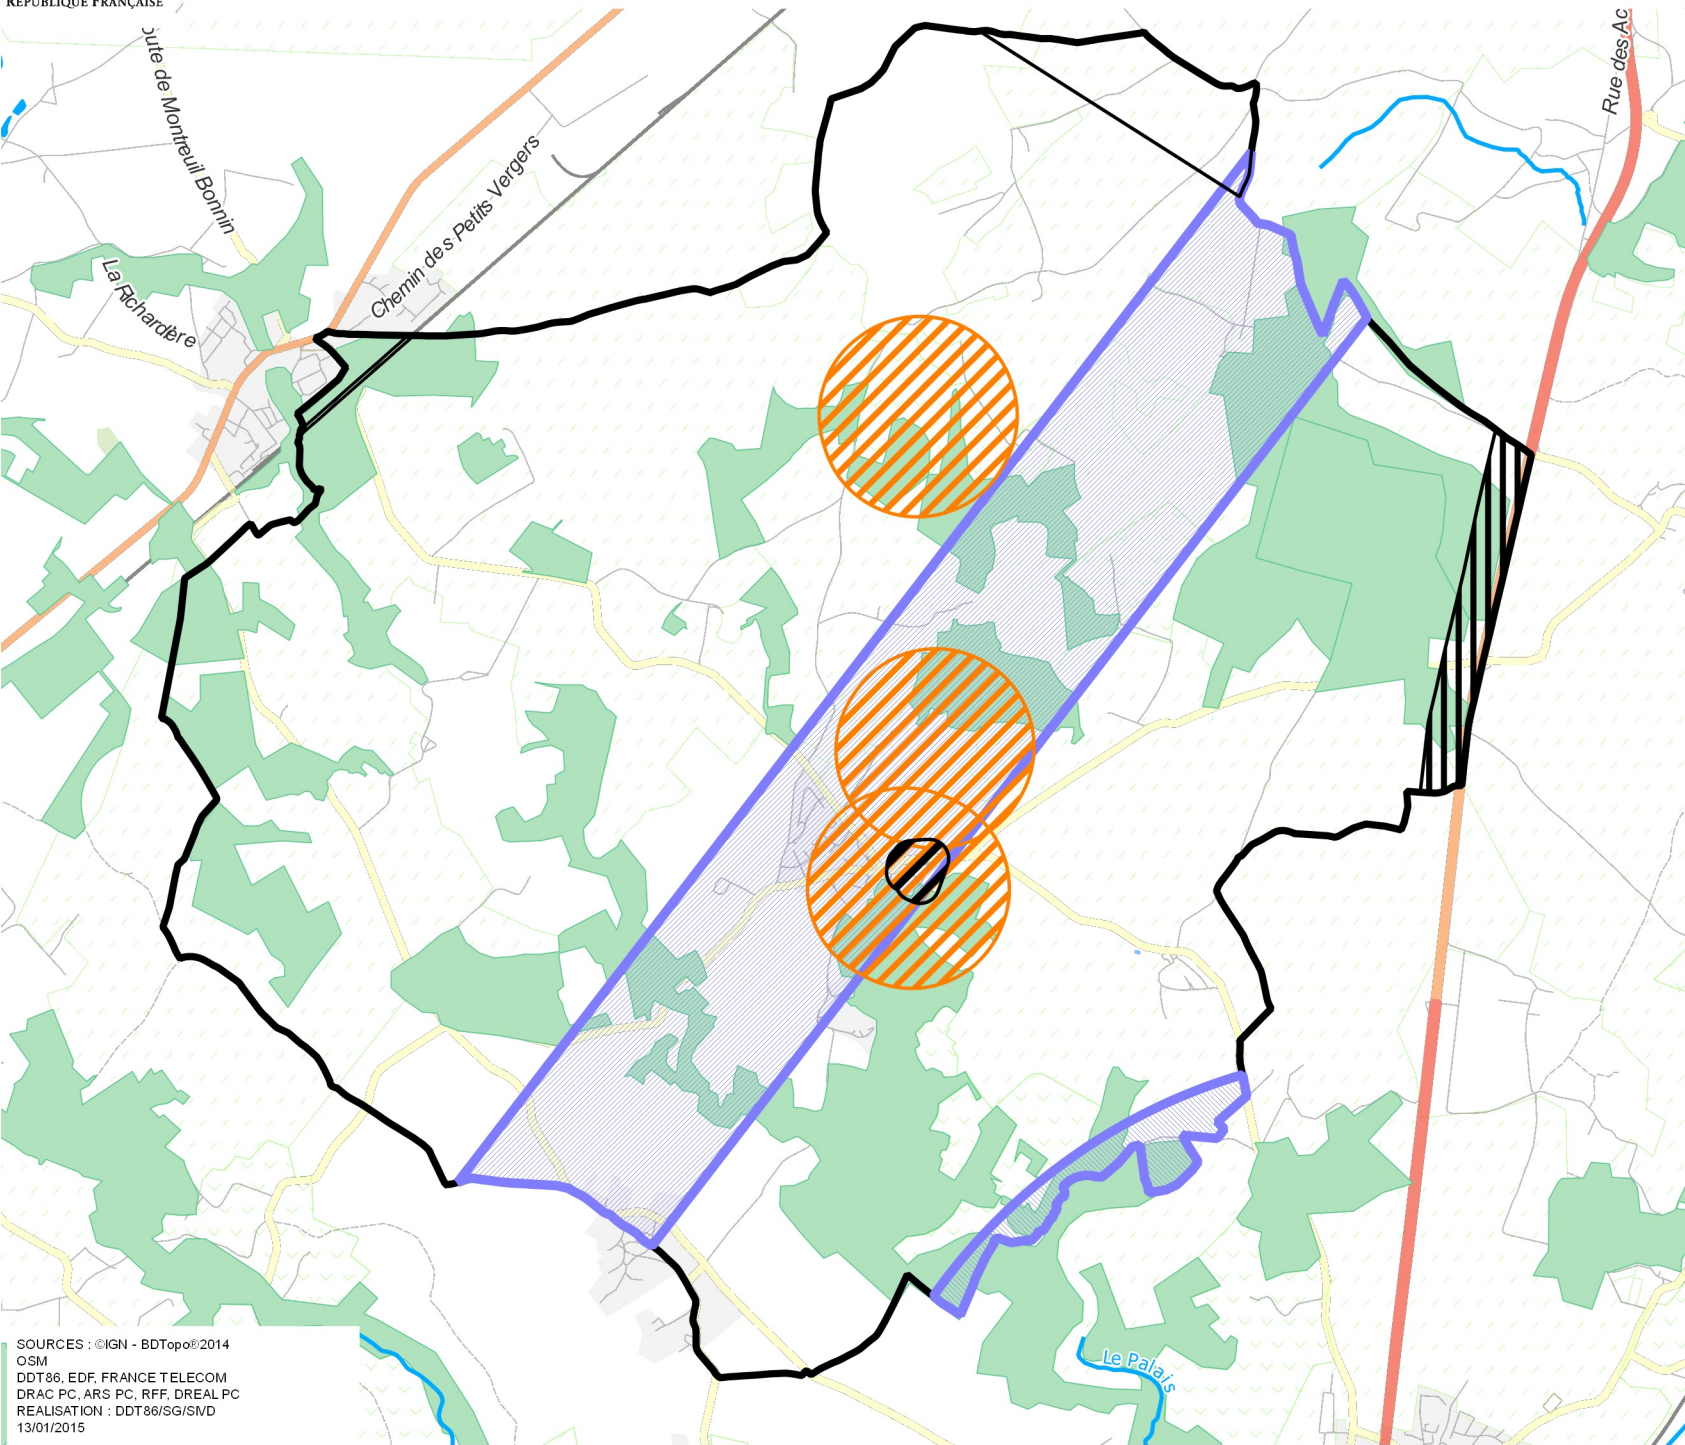 RÉPUBLIQUE FRANÇAISE
oute de Montreuil Bonnin
Rue des Ac
Chemin des Petits Vergers
La Richardère
Le Palais
SOURCES : ©IGN - BDTopo®2014
OSM
DDT86, EDF, FRANCE TELECOM
DRAC PC, ARS PC, RFF, DREAL PC
REALISATION : DDT86/SG/SIVD
13/01/2015